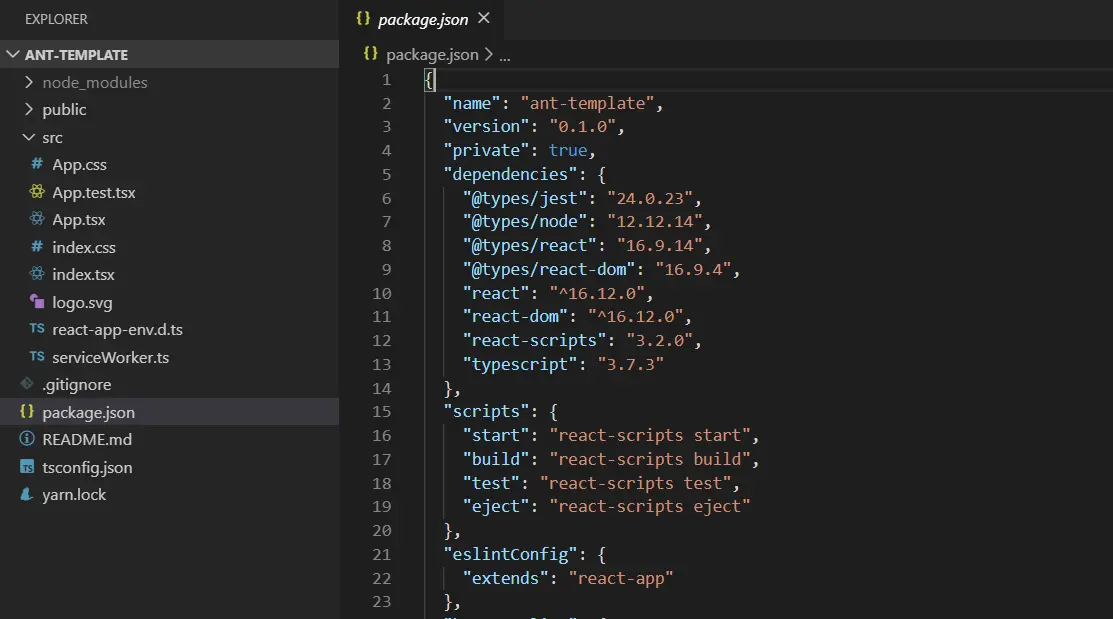 EXPLORER
ANT-TEMPLATE
node_modules
public
src
# App.css
App.test.tsx
App.tsx
# index.css
index.tsx
logo.svg
TS react-app-env.d.ts
TS serviceWorker.ts
.gitignore
{} package.json
README.md
TS tsconfig.json
yarn.lock
{} package.json ×
{} package.json > ...
1 {
2 "name": "ant-template",
3 "version": "0.1.0",
4 "private": true,
5 "dependencies": {
6 "@types/jest": "24.0.23",
7 "@types/node": "12.12.14",
8 "@types/react": "16.9.14",
9 "@types/react-dom": "16.9.4",
10 "react": "^16.12.0",
11 "react-dom": "^16.12.0",
12 "react-scripts": "3.2.0",
13 "typescript": "3.7.3"
14 },
15 "scripts": {
16 "start": "react-scripts start",
17 "build": "react-scripts build",
18 "test": "react-scripts test",
19 "eject": "react-scripts eject"
20 },
21 "eslintConfig": {
22 "extends": "react-app"
23 },